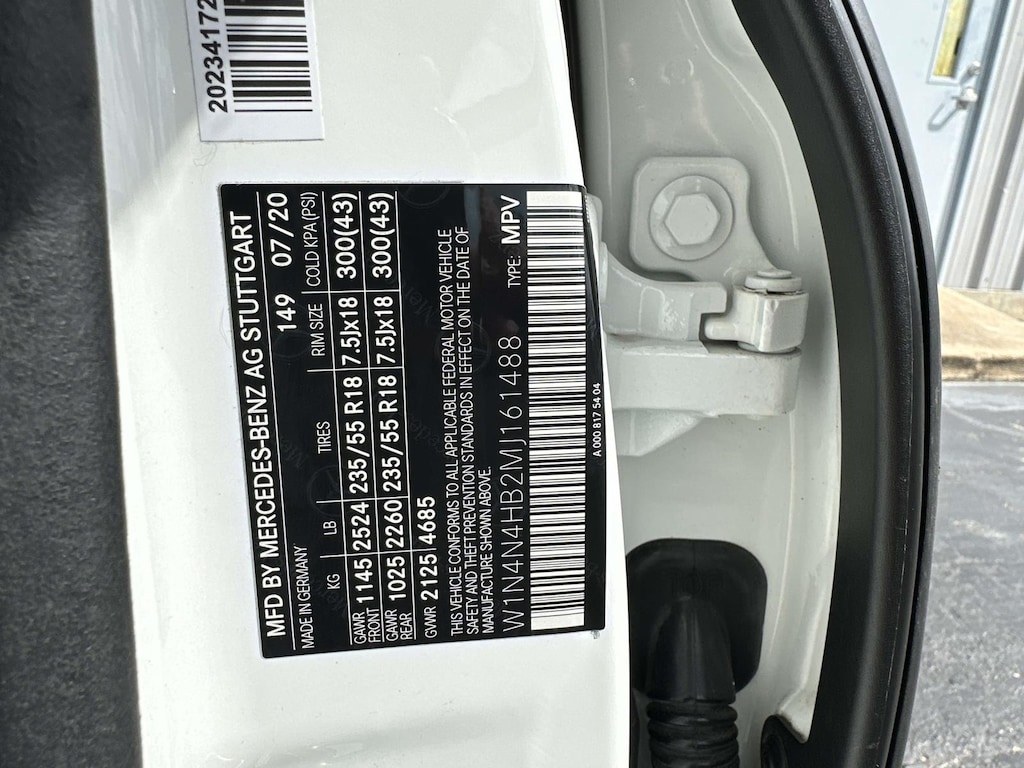 20234172
MFD BY MERCEDES-BENZ AG STUTTGART
MADE IN GERMANY 149 07/20
KG LB TIRES RIM SIZE COLD KPA(PSI)
GAWR FRONT 1145 2524 235/55 R18 7.5Jx18 300(43)
GAWR REAR 1025 2260 235/55 R18 7.5Jx18 300(43)
GVWR 2125 4685
THIS VEHICLE CONFORMS TO ALL APPLICABLE FEDERAL MOTOR VEHICLE
SAFETY AND THEFT PREVENTION STANDARDS IN EFFECT ON THE DATE OF
MANUFACTURE SHOWN ABOVE.
W1N4N4HB2MJ161488 TYPE: MPV
A 000 817 54 04